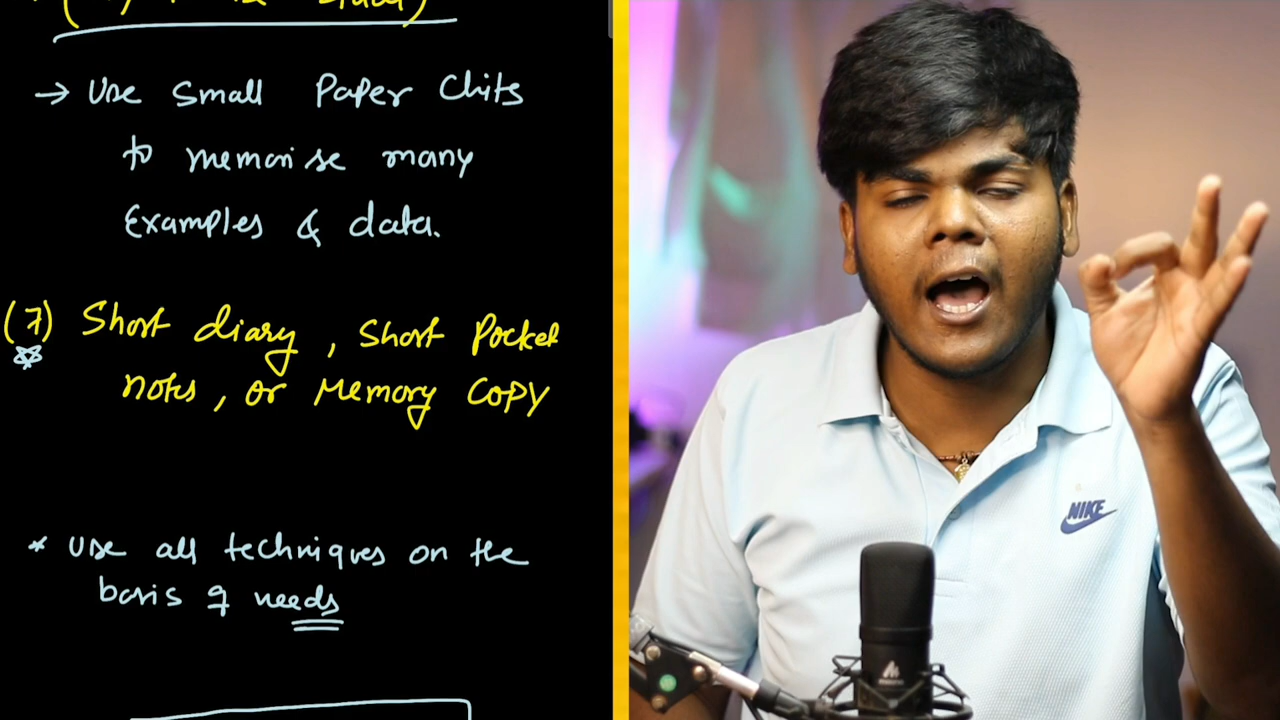 → Use Small Paper Chits
to memorise many
Examples & data.
(7) Short diary, Short Pocket
notes, or Memory Copy
* Use all techniques on the
basis of needs
NIKE